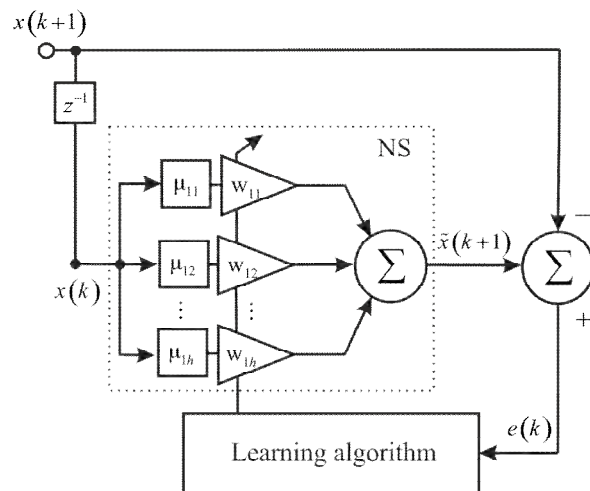 x(k+1)
z⁻¹
NS
μ₁₁
w₁₁
−
x̃(k+1)
μ₁₂
w₁₂
Σ
Σ
x(k)
+
⋮
⋮
μ₁ₕ
w₁ₕ
e(k)
Learning algorithm